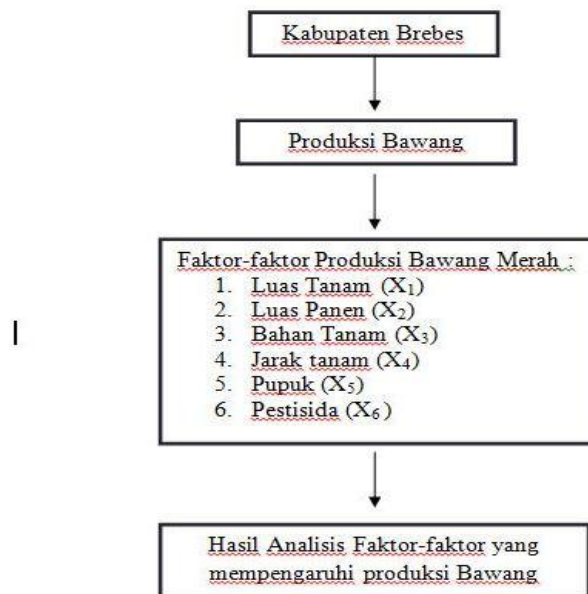 Kabupaten Brebes
Produksi Bawang
Faktor-faktor Produksi Bawang Merah :
1. Luas Tanam (X₁)
2. Luas Panen (X₂)
3. Bahan Tanam (X₃)
4. Jarak tanam (X₄)
5. Pupuk (X₅)
6. Pestisida (X₆)
Hasil Analisis Faktor-faktor yang
mempengaruhi produksi Bawang